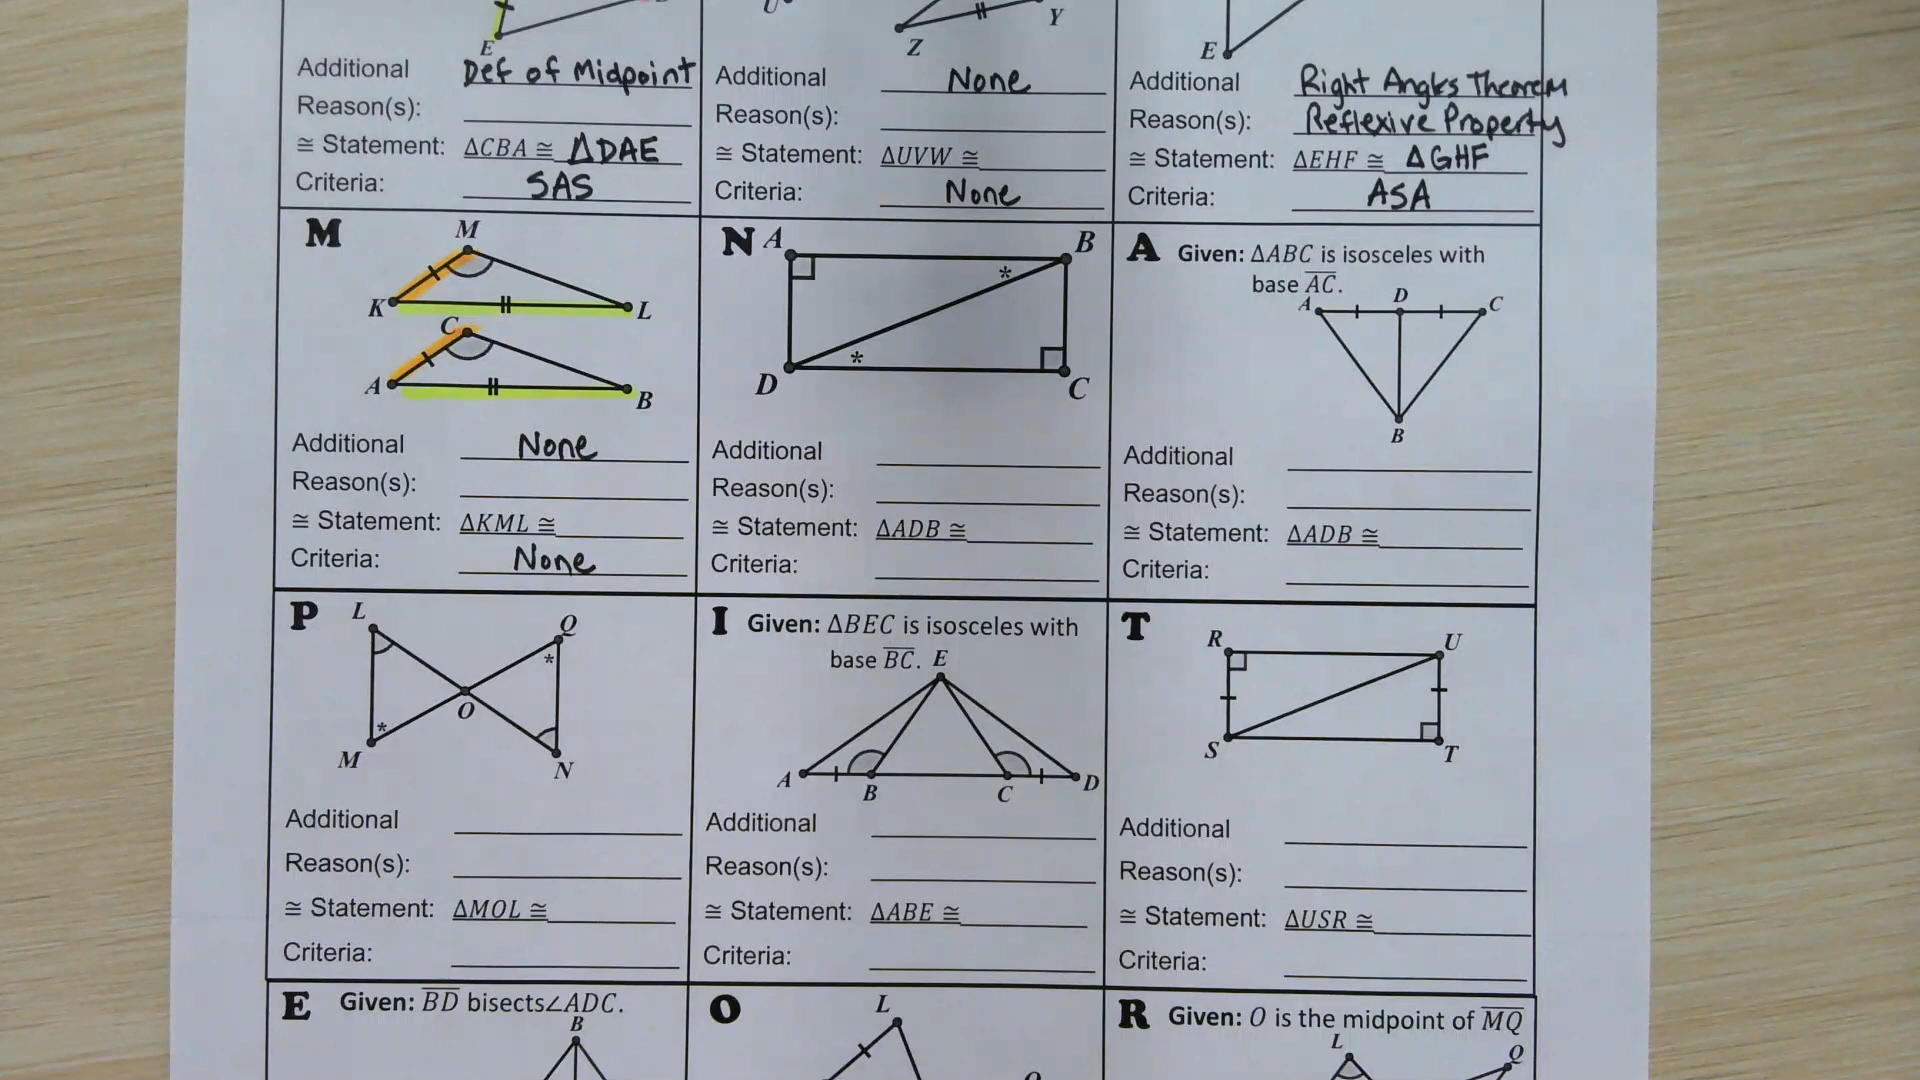 E
U
Z
Y
E
Additional Def of Midpoint
Reason(s):
≅ Statement: ΔCBA ≅ ΔDAE
Criteria: SAS
Additional None
Reason(s):
≅ Statement: ΔUVW ≅
Criteria: None
Additional Right Angles Theorem
Reason(s): Reflexive Property
≅ Statement: ΔEHF ≅ ΔGHF
Criteria: ASA
M
M
K
L
C
A
B
Additional None
Reason(s):
≅ Statement: ΔKML ≅
Criteria: None
N
A
B
*
*
D
C
Additional
Reason(s):
≅ Statement: ΔADB ≅
Criteria:
A Given: ΔABC is isosceles with
base AC.
A
D
C
B
Additional
Reason(s):
≅ Statement: ΔADB ≅
Criteria:
P
L
Q
*
O
*
M
N
Additional
Reason(s):
≅ Statement: ΔMOL ≅
Criteria:
I Given: ΔBEC is isosceles with
base BC.
E
A
B
C
D
Additional
Reason(s):
≅ Statement: ΔABE ≅
Criteria:
T
R
U
S
T
Additional
Reason(s):
≅ Statement: ΔUSR ≅
Criteria:
E Given: BD bisects∠ADC.
B
O
L
R Given: O is the midpoint of MQ
L
Q